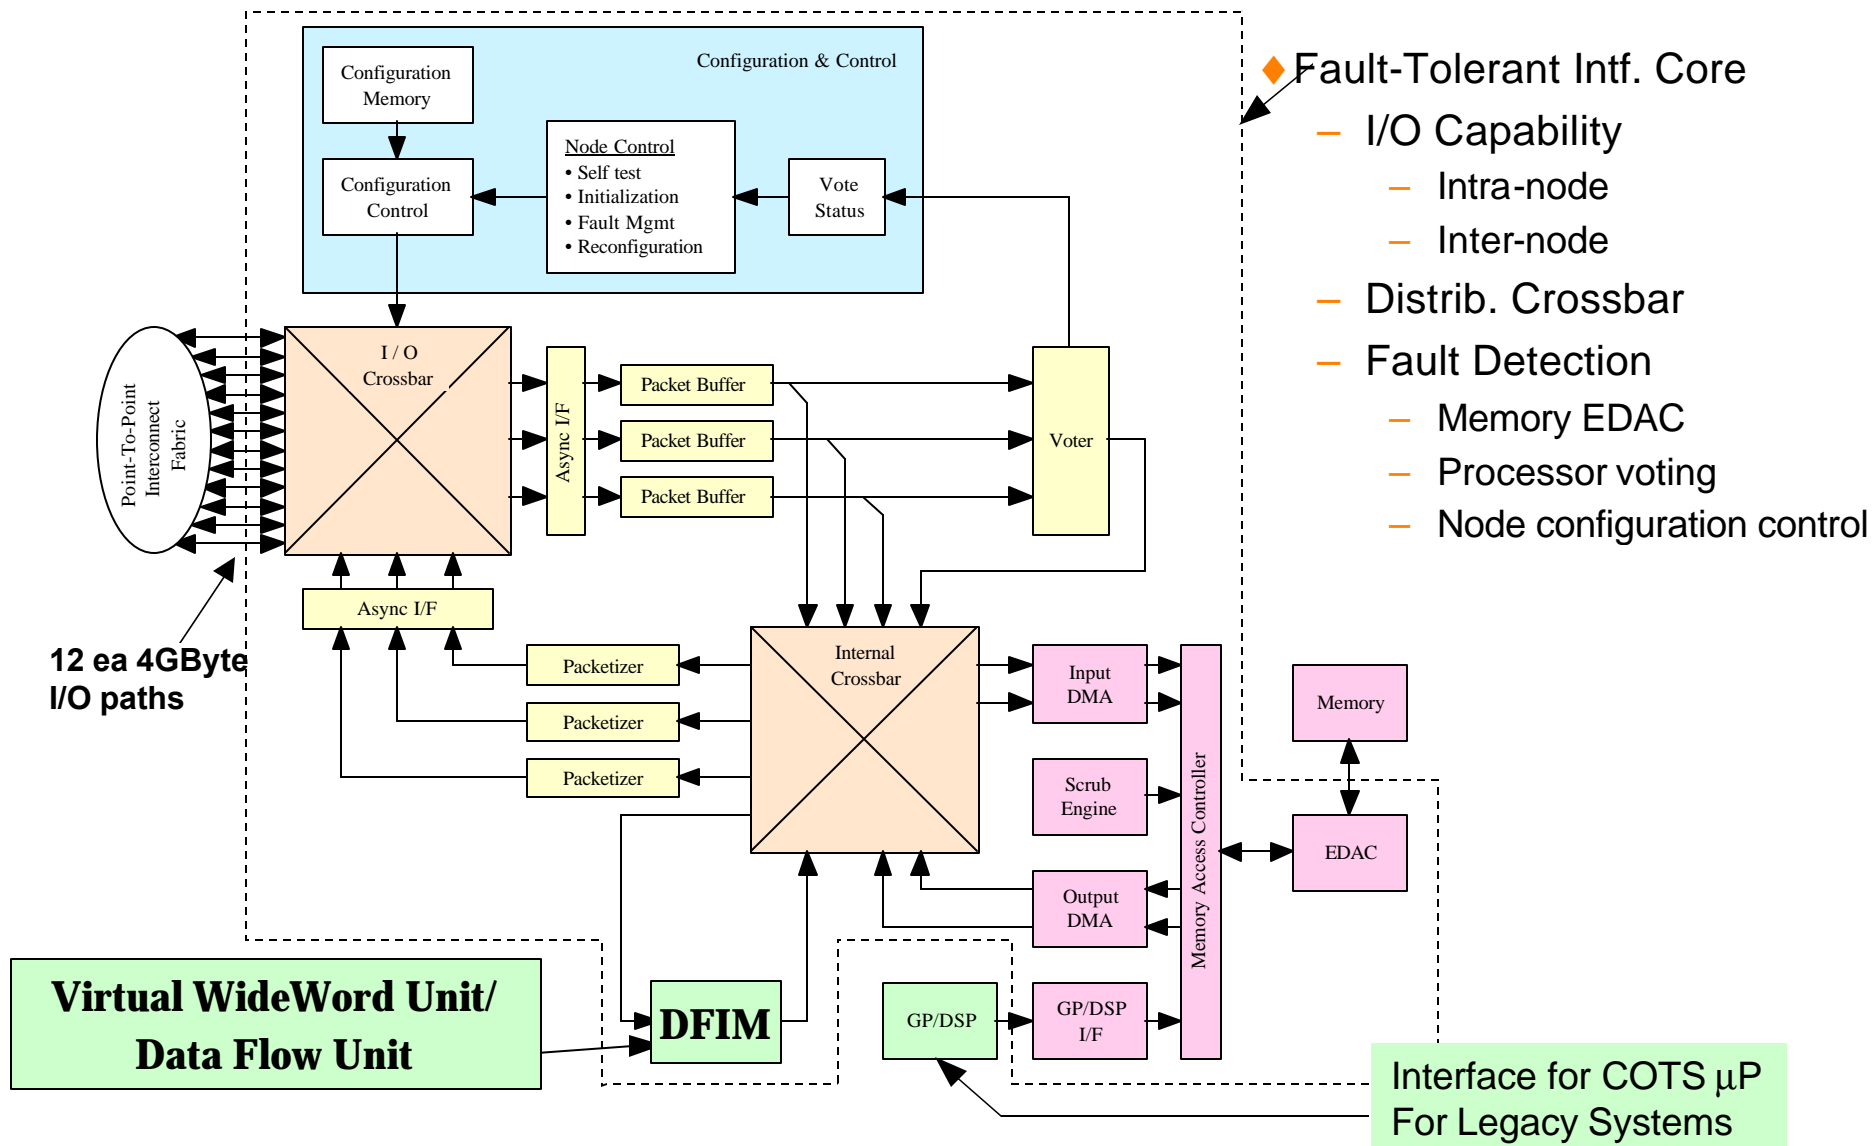 Configuration & Control
Configuration
Memory
Configuration
Control
Node Control
• Self test
• Initialization
• Fault Mgmt
• Reconfiguration
Vote
Status
♦ Fault-Tolerant Intf. Core
– I/O Capability
– Intra-node
– Inter-node
– Distrib. Crossbar
– Fault Detection
– Memory EDAC
– Processor voting
– Node configuration control
Point-To-Point
Interconnect
Fabric
I / O
Crossbar
Async I/F
Packet Buffer
Packet Buffer
Packet Buffer
Voter
Async I/F
12 ea 4GByte
I/O paths
Packetizer
Packetizer
Packetizer
Internal
Crossbar
Input
DMA
Scrub
Engine
Output
DMA
Memory Access Controller
Memory
EDAC
Virtual WideWord Unit/
Data Flow Unit
DFIM
GP/DSP
GP/DSP
I/F
Interface for COTS μP
For Legacy Systems